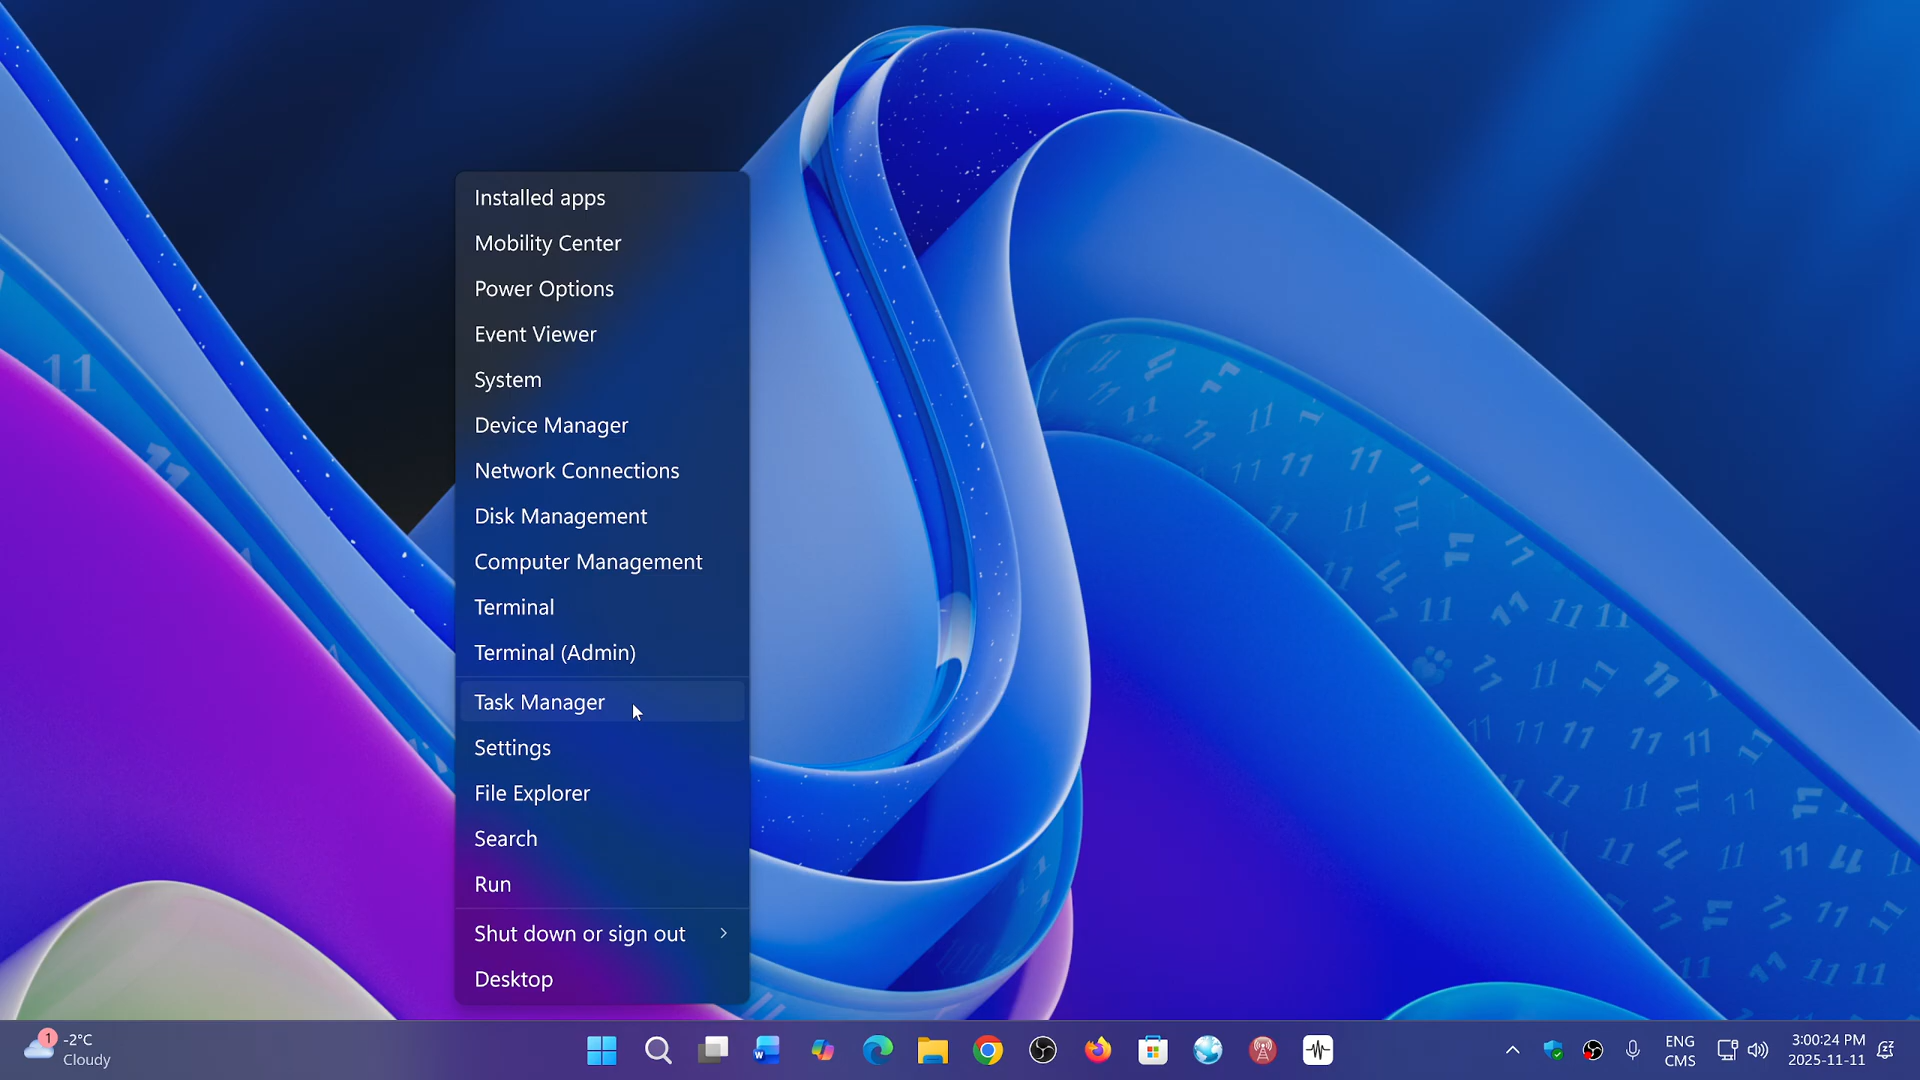 Installed apps
Mobility Center
Power Options
Event Viewer
System
Device Manager
Network Connections
Disk Management
Computer Management
Terminal
Terminal (Admin)
Task Manager
Settings
File Explorer
Search
Run
Shut down or sign out
Desktop
1
-2°C
Cloudy
W
ENG
CMS
3:00:24 PM
2025-11-11